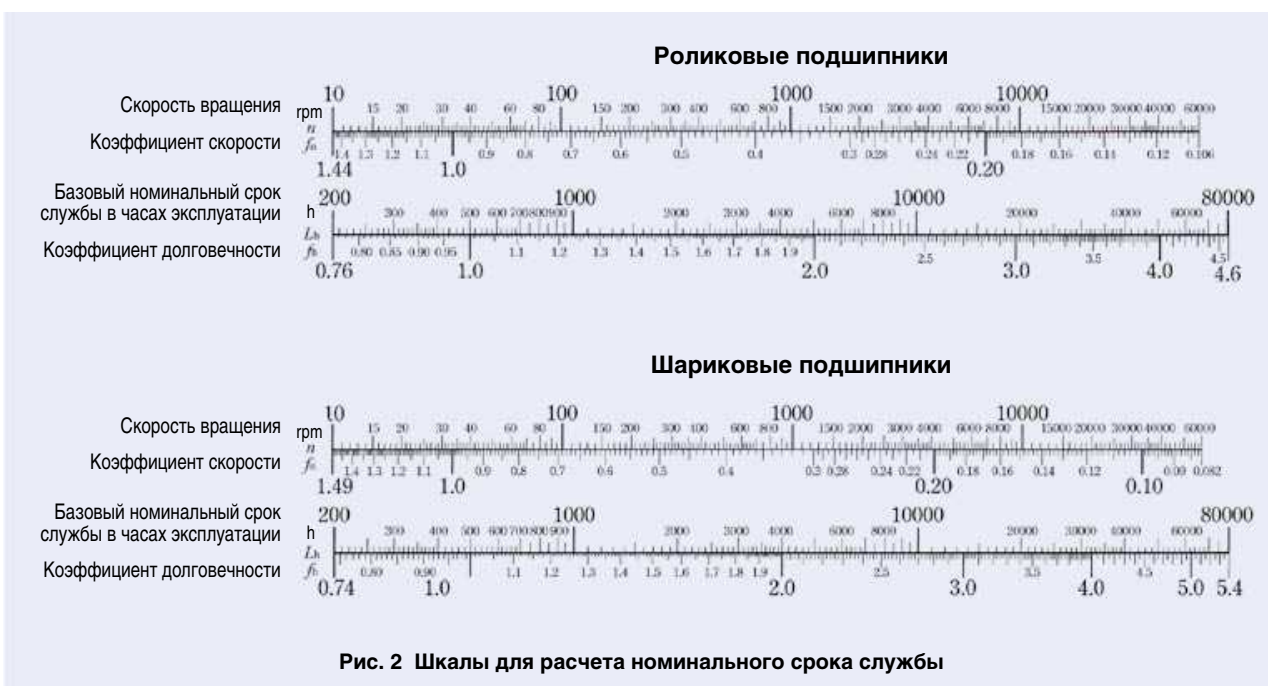 Роликовые подшипники
Скорость вращения rpm n 10 15 20 30 40 60 80 100 150 200 300 400 600 800 1000 1500 2000 3000 4000 6000 8000 10000 15000 20000 30000 40000 60000
Коэффициент скорости fn 1.44 1.4 1.3 1.2 1.1 1.0 0.9 0.8 0.7 0.6 0.5 0.4 0.3 0.28 0.24 0.22 0.20 0.18 0.16 0.14 0.12 0.106
Базовый номинальный срок
службы в часах эксплуатации h Lh 200 300 400 500 600 700 800 900 1000 2000 3000 4000 6000 8000 10000 20000 40000 60000 80000
Коэффициент долговечности fh 0.76 0.80 0.85 0.90 0.95 1.0 1.1 1.2 1.3 1.4 1.5 1.6 1.7 1.8 1.9 2.0 2.5 3.0 3.5 4.0 4.5 4.6
Шариковые подшипники
Скорость вращения rpm n 10 15 20 30 40 60 80 100 150 200 300 400 600 800 1000 1500 2000 3000 4000 6000 8000 10000 15000 20000 30000 40000 60000
Коэффициент скорости fn 1.49 1.4 1.3 1.2 1.1 1.0 0.9 0.8 0.7 0.6 0.5 0.4 0.3 0.28 0.24 0.22 0.20 0.18 0.16 0.14 0.12 0.10 0.09 0.082
Базовый номинальный срок
службы в часах эксплуатации h Lh 200 300 400 500 600 700 800 900 1000 2000 3000 4000 6000 8000 10000 20000 30000 40000 60000 80000
Коэффициент долговечности fh 0.74 0.80 0.90 1.0 1.1 1.2 1.3 1.4 1.5 1.6 1.7 1.8 1.9 2.0 2.5 3.0 3.5 4.0 4.5 5.0 5.4
Рис. 2 Шкалы для расчета номинального срока службы